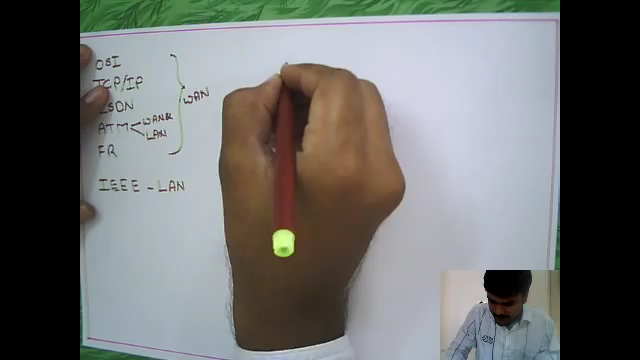 OSI
TCP/IP
ISDN
ATM WAN &
LAN
FR
WAN
IEEE - LAN